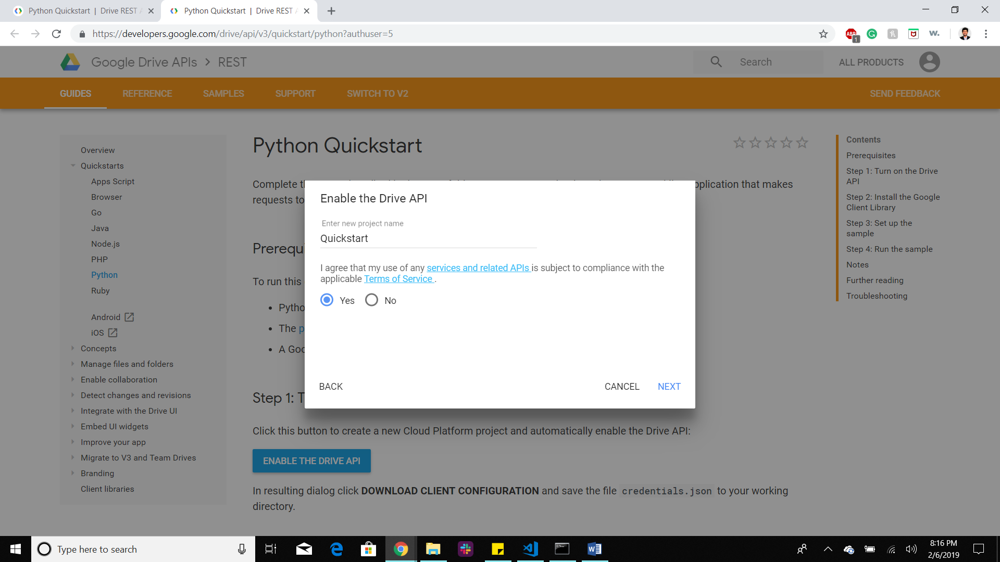 Python Quickstart | Drive REST A
Python Quickstart | Drive REST A
https://developers.google.com/drive/api/v3/quickstart/python?authuser=5
ABP
1
w.
Google Drive APIs > REST
Search
ALL PRODUCTS
GUIDES
REFERENCE
SAMPLES
SUPPORT
SWITCH TO V2
SEND FEEDBACK
Overview
Quickstarts
Apps Script
Browser
Go
Java
Node.js
PHP
Python
Ruby
Android
iOS
Concepts
Manage files and folders
Enable collaboration
Detect changes and revisions
Integrate with the Drive UI
Embed UI widgets
Improve your app
Migrate to V3 and Team Drives
Branding
Client libraries
Python Quickstart
Complete t
pplication that makes
requests to
Prerequi
To run this
Pytho
The p
A Goo
Enable the Drive API
Enter new project name
Quickstart
I agree that my use of any services and related APIs is subject to compliance with the
applicable Terms of Service .
Yes
No
BACK
CANCEL
NEXT
Step 1: T
Click this button to create a new Cloud Platform project and automatically enable the Drive API:
ENABLE THE DRIVE API
In resulting dialog click DOWNLOAD CLIENT CONFIGURATION and save the file credentials.json to your working
directory.
Contents
Prerequisites
Step 1: Turn on the Drive
API
Step 2: Install the Google
Client Library
Step 3: Set up the
sample
Step 4: Run the sample
Notes
Further reading
Troubleshooting
Type here to search
8:16 PM
2/6/2019